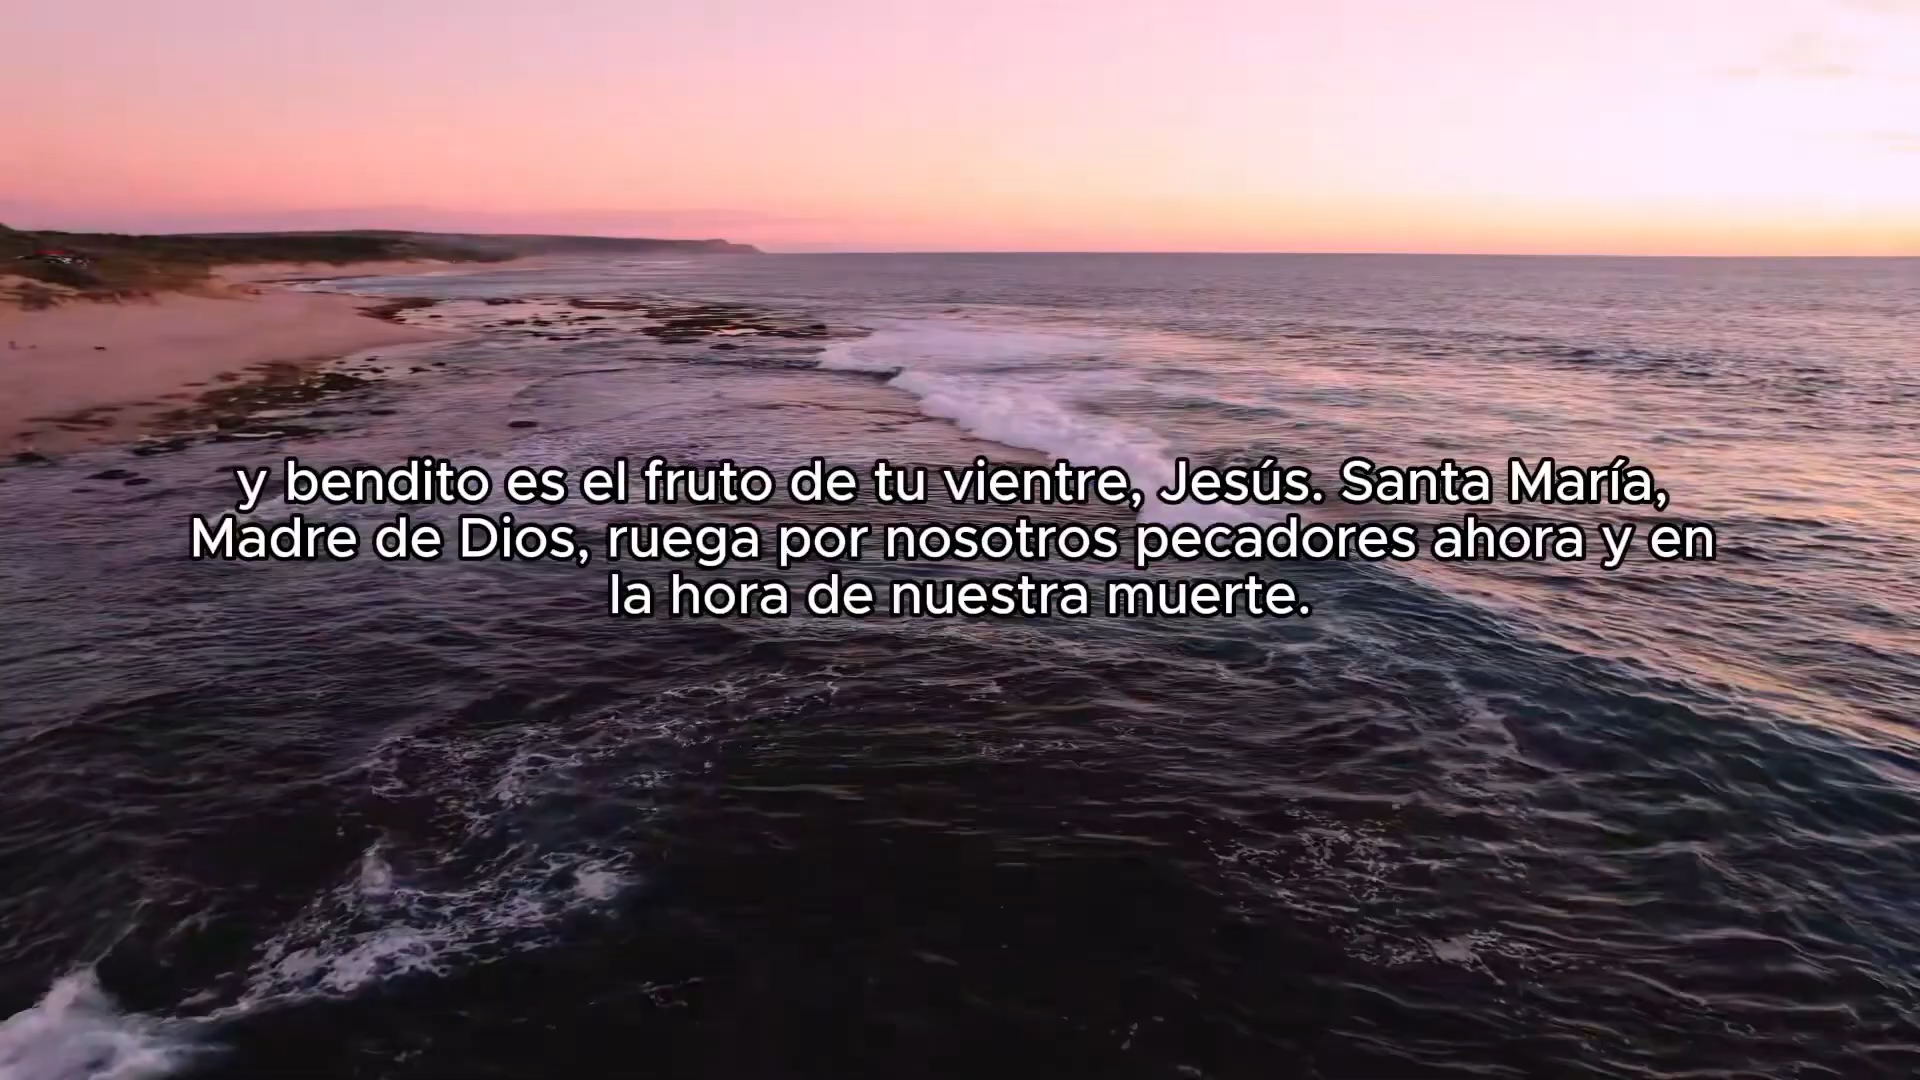 y bendito es el fruto de tu vientre, Jesús. Santa María,
Madre de Dios, ruega por nosotros pecadores ahora y en
la hora de nuestra muerte.